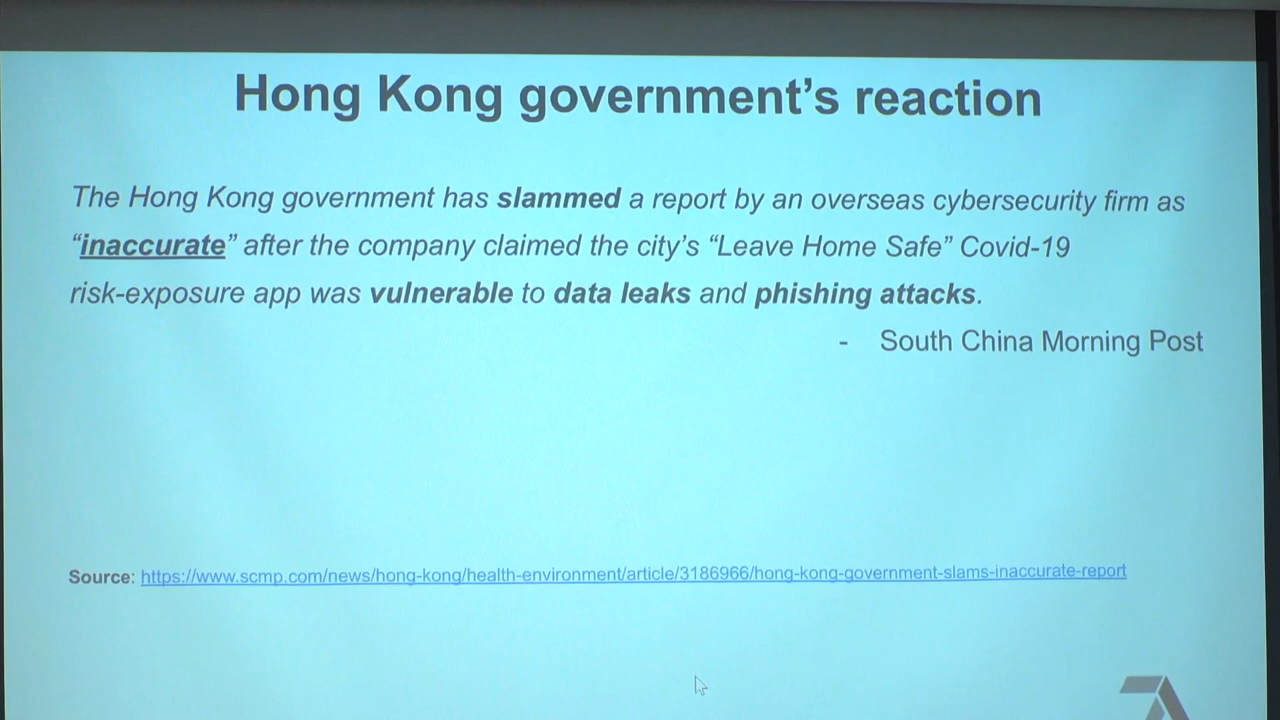 Hong Kong government’s reaction
The Hong Kong government has slammed a report by an overseas cybersecurity firm as
“inaccurate” after the company claimed the city’s “Leave Home Safe” Covid-19
risk-exposure app was vulnerable to data leaks and phishing attacks.
- South China Morning Post
Source: https://www.scmp.com/news/hong-kong/health-environment/article/3186966/hong-kong-government-slams-inaccurate-report